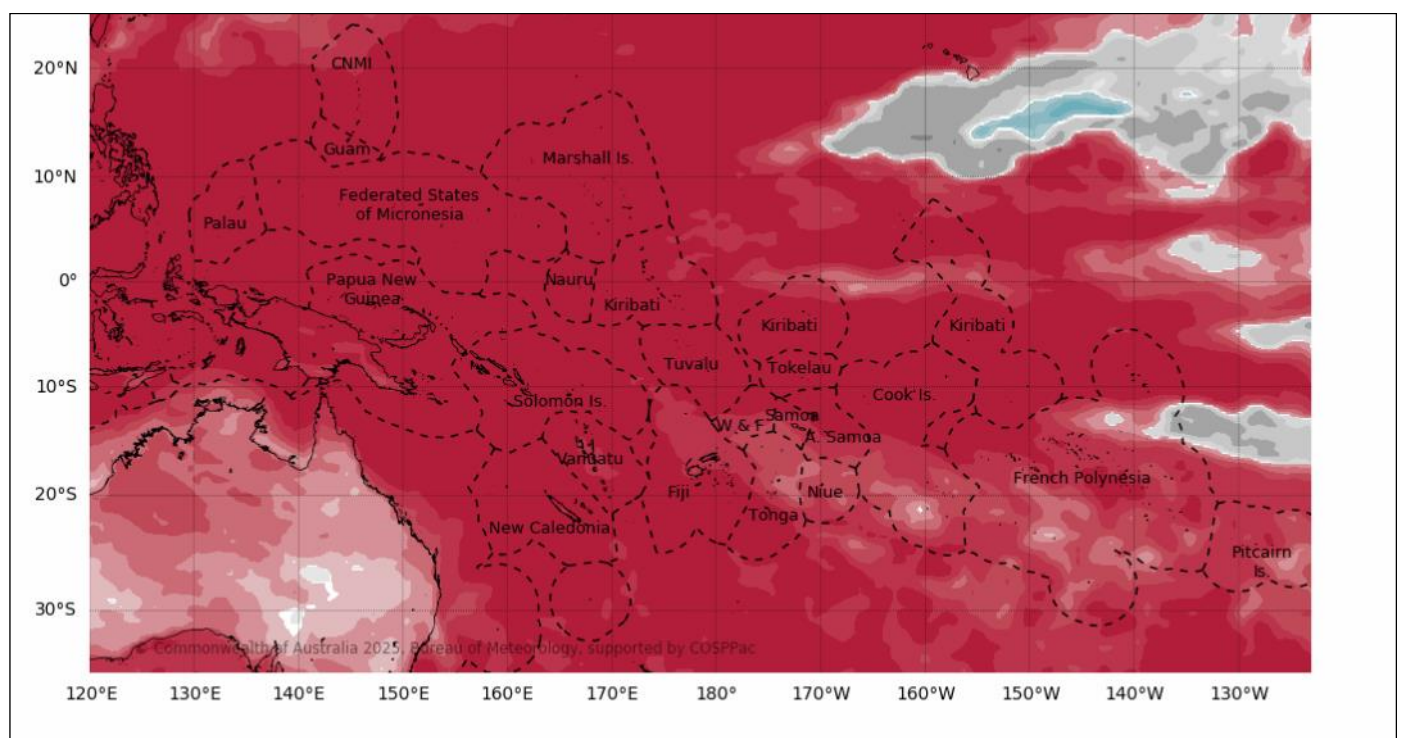 20°N
10°N
0°
10°S
20°S
30°S
CNMI
Guam
Marshall Is.
Federated States
of Micronesia
Palau
Papua New
Guinea
Nauru
Kiribati
Kiribati
Kiribati
Tuvalu
Tokelau
Cook Is.
Solomon Is.
Samoa
W & F
A. Samoa
Vanuatu
French Polynesia
Fiji
Niue
Tonga
New Caledonia
Pitcairn
Is.
© Commonwealth of Australia 2025, Bureau of Meteorology, supported by COSPPac
120°E 130°E 140°E 150°E 160°E 170°E 180° 170°W 160°W 150°W 140°W 130°W